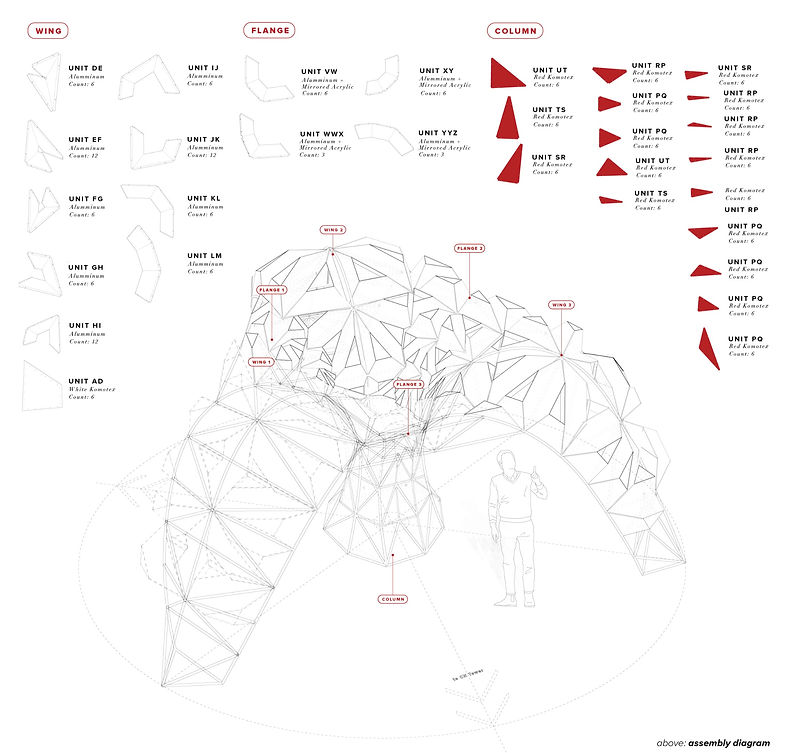 WING
UNIT DE
Aluminum
Count: 6
UNIT EF
Aluminum
Count: 12
UNIT FG
Aluminum
Count: 6
UNIT GH
Aluminum
Count: 6
UNIT HI
Aluminum
Count: 12
UNIT AD
White Komotex
Count: 6
UNIT IJ
Aluminum
Count: 6
UNIT JK
Aluminum
Count: 12
UNIT KL
Aluminum
Count: 6
UNIT LM
Aluminum
Count: 6
FLANGE
UNIT VW
Aluminum +
Mirrored Acrylic
Count: 6
UNIT WWX
Aluminum +
Mirrored Acrylic
Count: 3
UNIT XY
Aluminum +
Mirrored Acrylic
Count: 6
UNIT YYZ
Aluminum +
Mirrored Acrylic
Count: 3
COLUMN
UNIT UT
Red Komotex
Count: 6
UNIT TS
Red Komotex
Count: 6
UNIT SR
Red Komotex
Count: 6
UNIT RP
Red Komotex
Count: 6
UNIT PQ
Red Komotex
Count: 6
UNIT PQ
Red Komotex
Count: 6
UNIT UT
Red Komotex
Count: 6
UNIT TS
Red Komotex
Count: 6
UNIT SR
Red Komotex
Count: 6
UNIT RP
Red Komotex
Count: 6
UNIT RP
Red Komotex
Count: 6
UNIT RP
Red Komotex
Count: 6
Red Komotex
Count: 6
UNIT RP
UNIT PQ
Red Komotex
Count: 6
UNIT PQ
Red Komotex
Count: 6
UNIT PQ
Red Komotex
Count: 6
UNIT PQ
Red Komotex
Count: 6
WING 2
FLANGE 2
FLANGE 1
WING 3
WING 1
FLANGE 3
COLUMN
above: assembly diagram